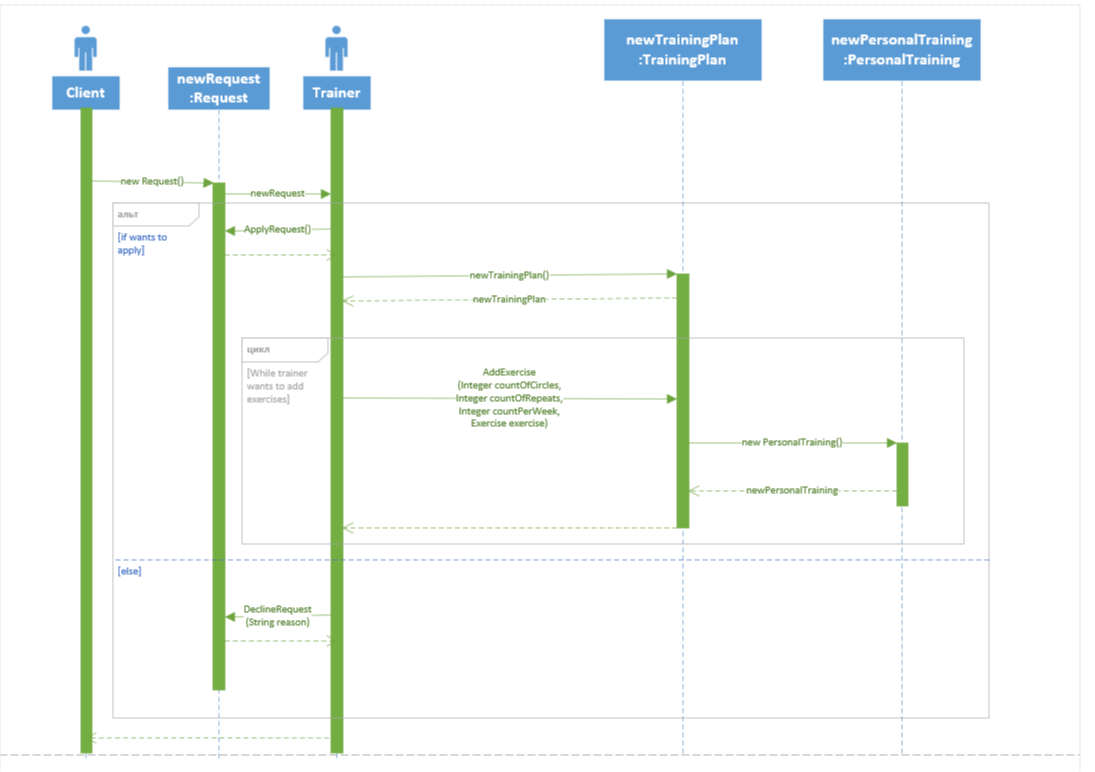 Client
newRequest
:Request
Trainer
newTrainingPlan
:TrainingPlan
newPersonalTraining
:PersonalTraining
new Request()
newRequest
альт
[if wants to
apply]
ApplyRequest()
newTrainingPlan()
newTrainingPlan
цикл
[While trainer
wants to add
exercises]
AddExercise
(Integer countOfCircles,
Integer countOfRepeats,
Integer countPerWeek,
Exercise exercise)
new PersonalTraining()
newPersonalTraining
[else]
DeclineRequest
(String reason)